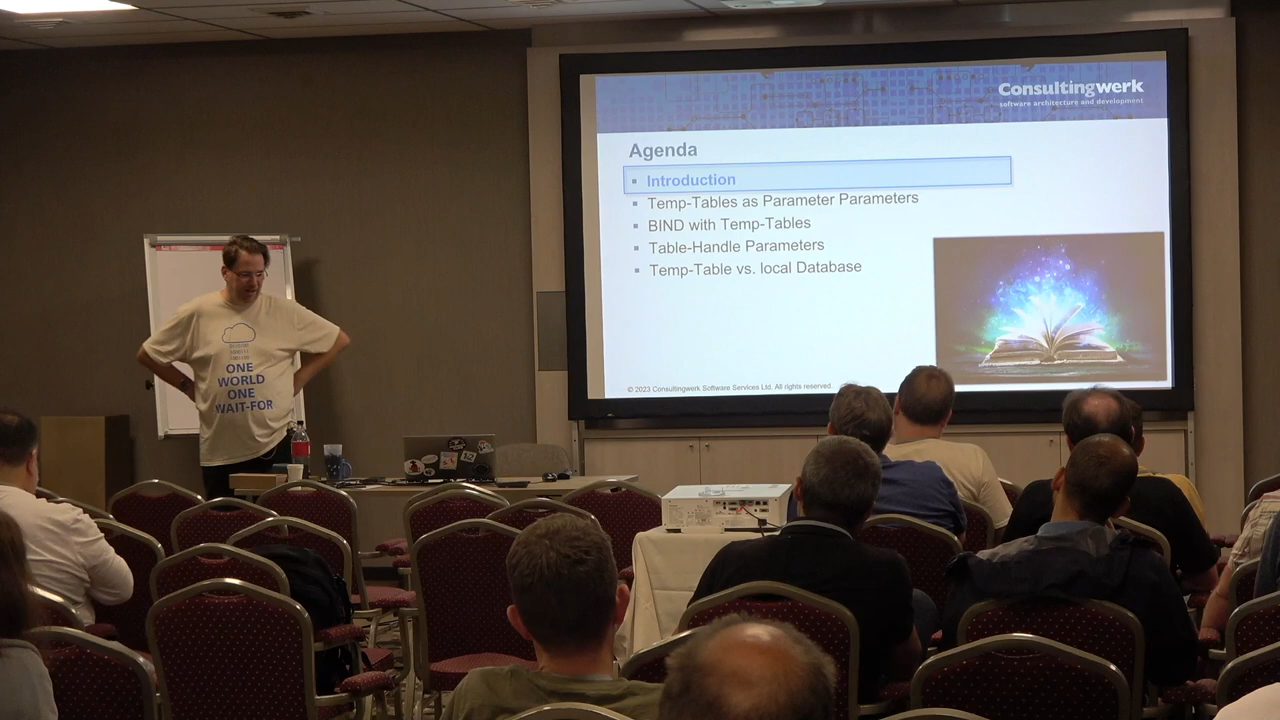 Consultingwerk
software architecture and development
Agenda
Introduction
Temp-Tables as Parameter Parameters
BIND with Temp-Tables
Table-Handle Parameters
Temp-Table vs. local Database
© 2023 Consultingwerk Software Services Ltd. All rights reserved.
ONE
WORLD
ONE
WAIT-FOR